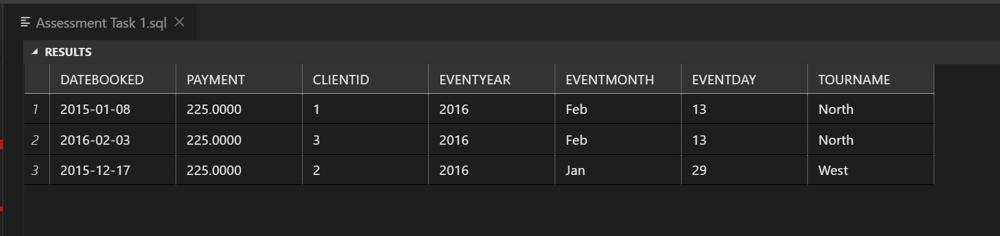 Assessment Task 1.sql
RESULTS
DATEBOOKED PAYMENT CLIENTID EVENTYEAR EVENTMONTH EVENTDAY TOURNAME
1 2015-01-08 225.0000 1 2016 Feb 13 North
2 2016-02-03 225.0000 3 2016 Feb 13 North
3 2015-12-17 225.0000 2 2016 Jan 29 West